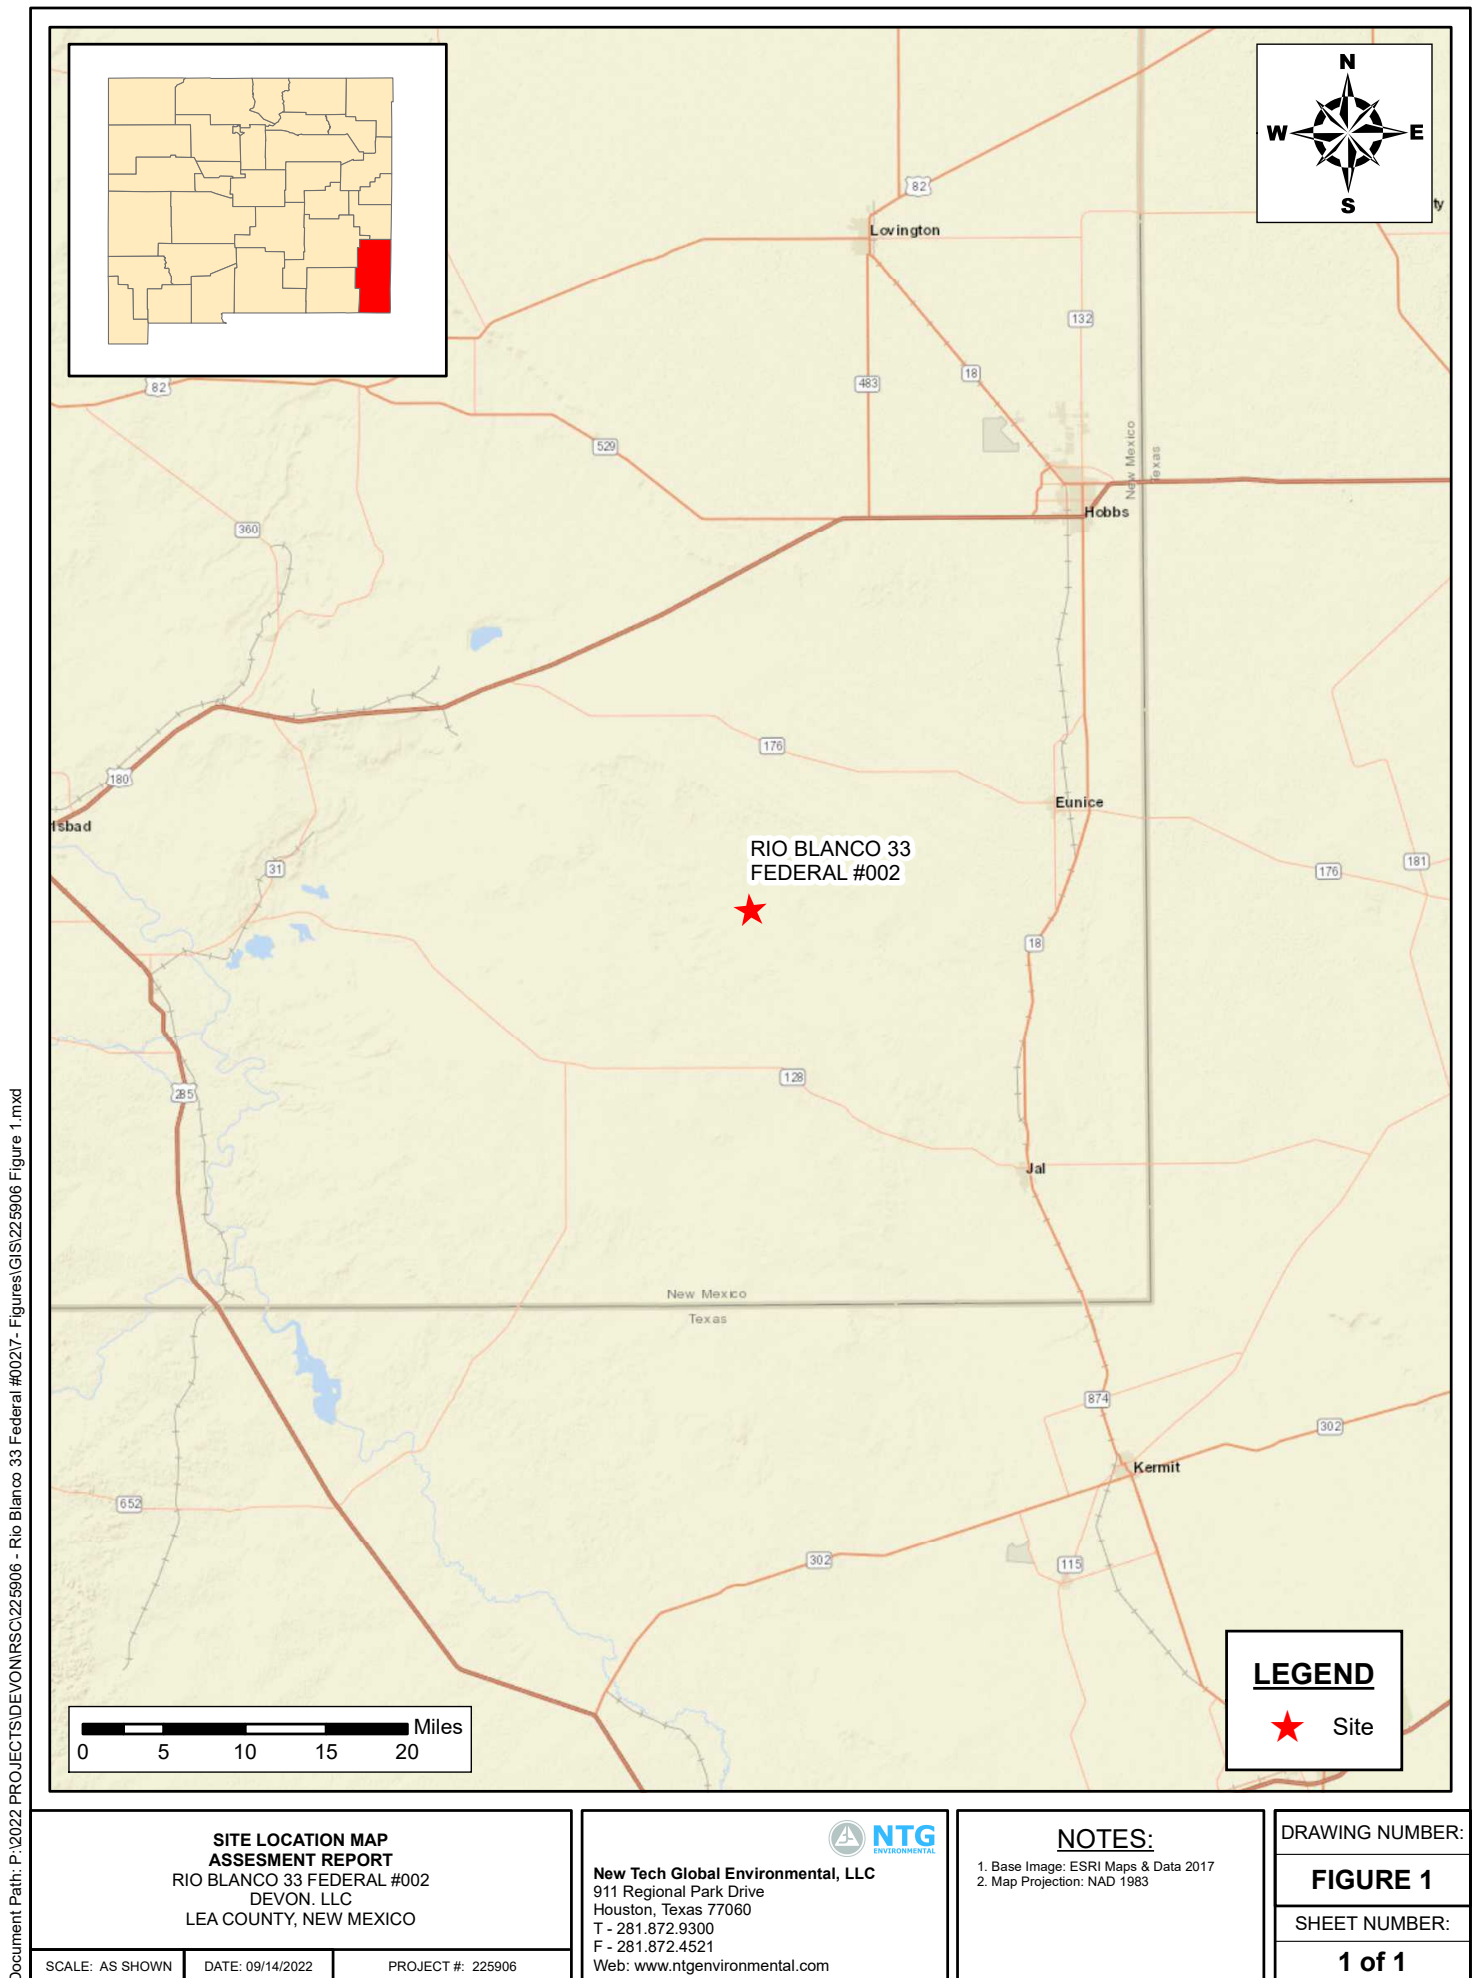 N
W
E
S
ty
82
Lovington
132
82
483
18
529
New Mexico
Texas
Hobbs
360
176
180
Eunice
lsbad
RIO BLANCO 33
FEDERAL #002
31
176
181
18
128
285
Jal
New Mexico
Texas
874
302
Kermit
652
302
115
LEGEND
Site
Miles
0 5 10 15 20
Document Path: P:\2022 PROJECTS\DEVON\RSC\225906 - Rio Blanco 33 Federal #002\7- Figures\GIS\225906 Figure 1.mxd
SITE LOCATION MAP
ASSESMENT REPORT
RIO BLANCO 33 FEDERAL #002
DEVON. LLC
LEA COUNTY, NEW MEXICO
SCALE: AS SHOWN
DATE: 09/14/2022
PROJECT #: 225906
NTG
ENVIRONMENTAL
New Tech Global Environmental, LLC
911 Regional Park Drive
Houston, Texas 77060
T - 281.872.9300
F - 281.872.4521
Web: www.ntgenvironmental.com
NOTES:
1. Base Image: ESRI Maps & Data 2017
2. Map Projection: NAD 1983
DRAWING NUMBER:
FIGURE 1
SHEET NUMBER:
1 of 1